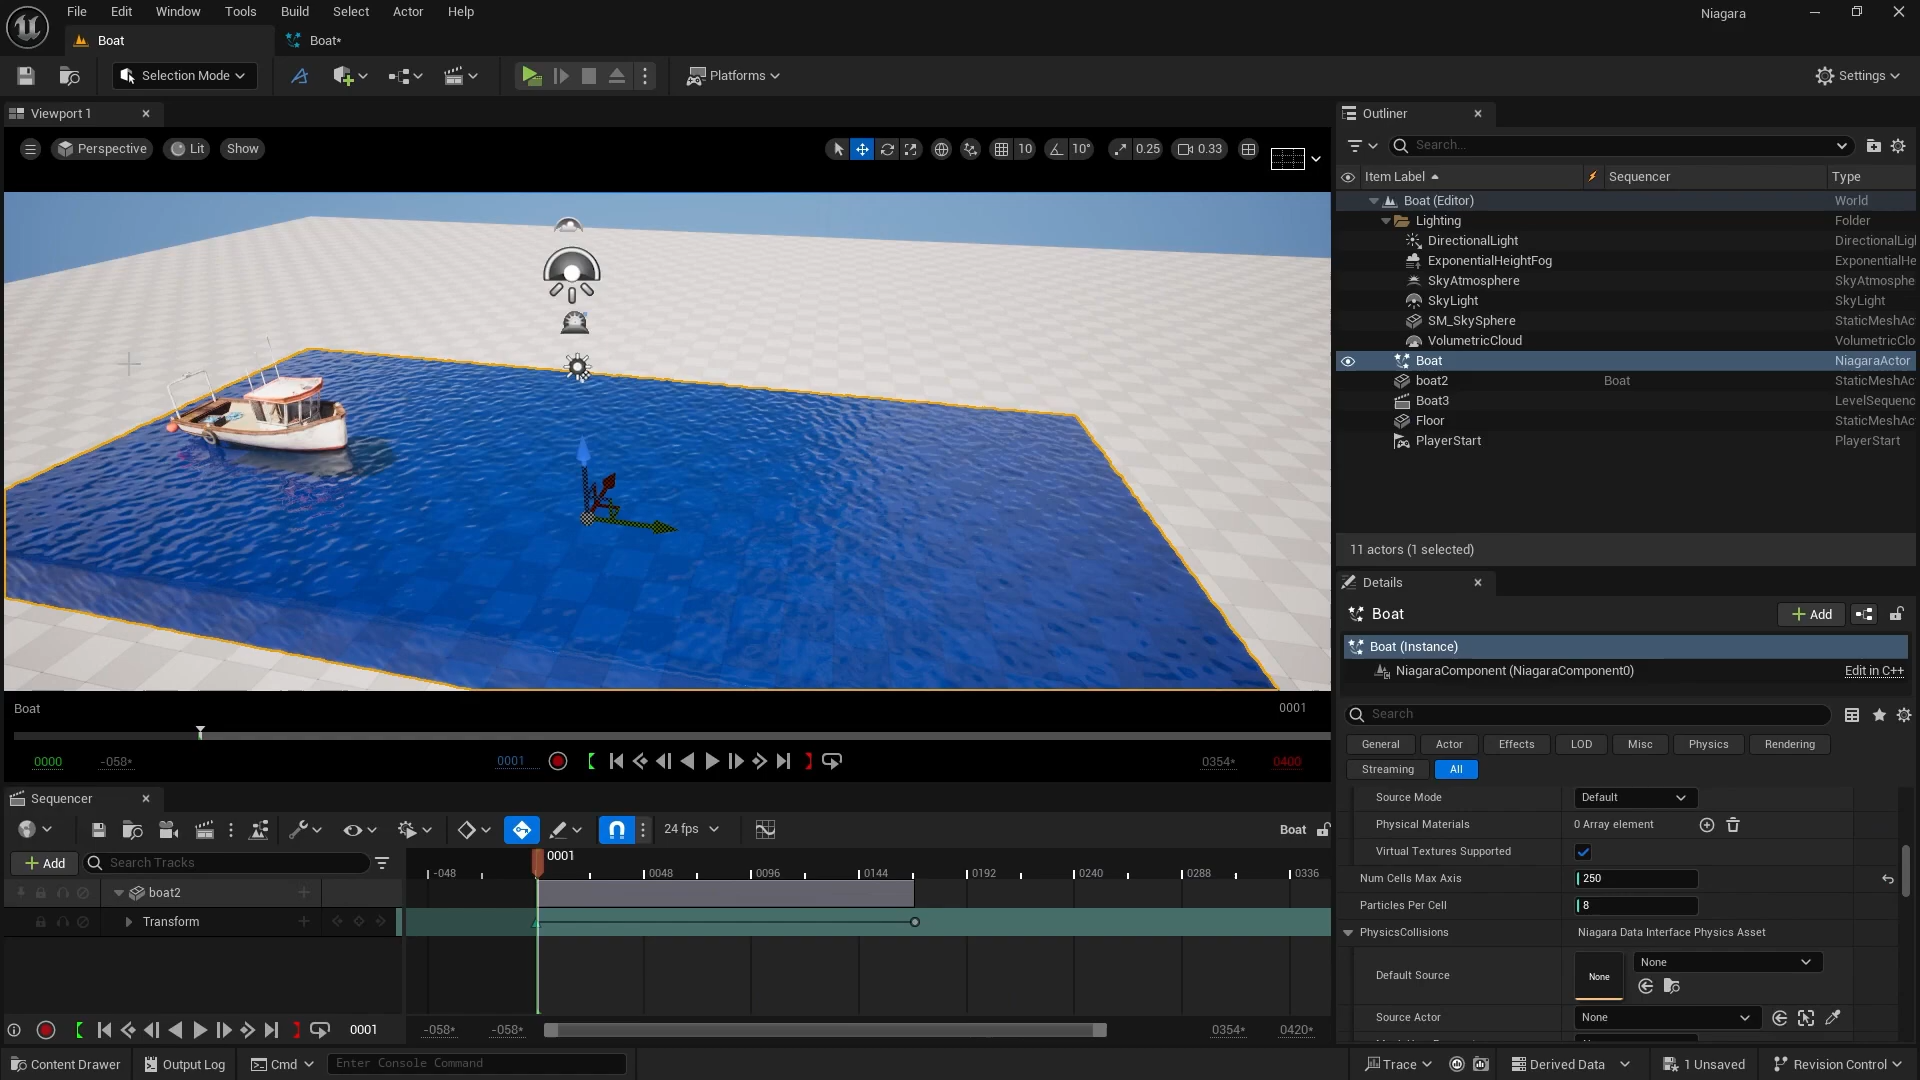 File Edit Window Tools Build Select Actor Help
Niagara
Boat
Boat*
Selection Mode
Platforms
Settings
Viewport 1
Perspective Lit Show
10 10° 0.25 0.33
Boat
0001
0000 -058* 0001 0354* 0400
Sequencer
24 fps
Boat
Add
Search Tracks
0001
-048 0048 0096 0144 0192 0240 0288 0336
boat2
Transform
0001
-058* -058* 0354* 0420*
Outliner
Search...
Item Label Sequencer Type
Boat (Editor) World
Lighting Folder
DirectionalLight DirectionalLigh
ExponentialHeightFog ExponentialHe
SkyAtmosphere SkyAtmosphe
SkyLight SkyLight
SM_SkySphere StaticMeshAc
VolumetricCloud VolumetricClo
Boat NiagaraActor
boat2 Boat StaticMeshAc
Boat3 LevelSequenc
Floor StaticMeshAc
PlayerStart PlayerStart
11 actors (1 selected)
Details
Boat
Add
Boat (Instance)
NiagaraComponent (NiagaraComponent0) Edit in C++
Search
General Actor Effects LOD Misc Physics Rendering
Streaming All
Source Mode Default
Physical Materials 0 Array element
Virtual Textures Supported
Num Cells Max Axis 250
Particles Per Cell 8
PhysicsCollisions Niagara Data Interface Physics Asset
Default Source None None
Source Actor None
Content Drawer Output Log Cmd Enter Console Command
Trace Derived Data 1 Unsaved Revision Control